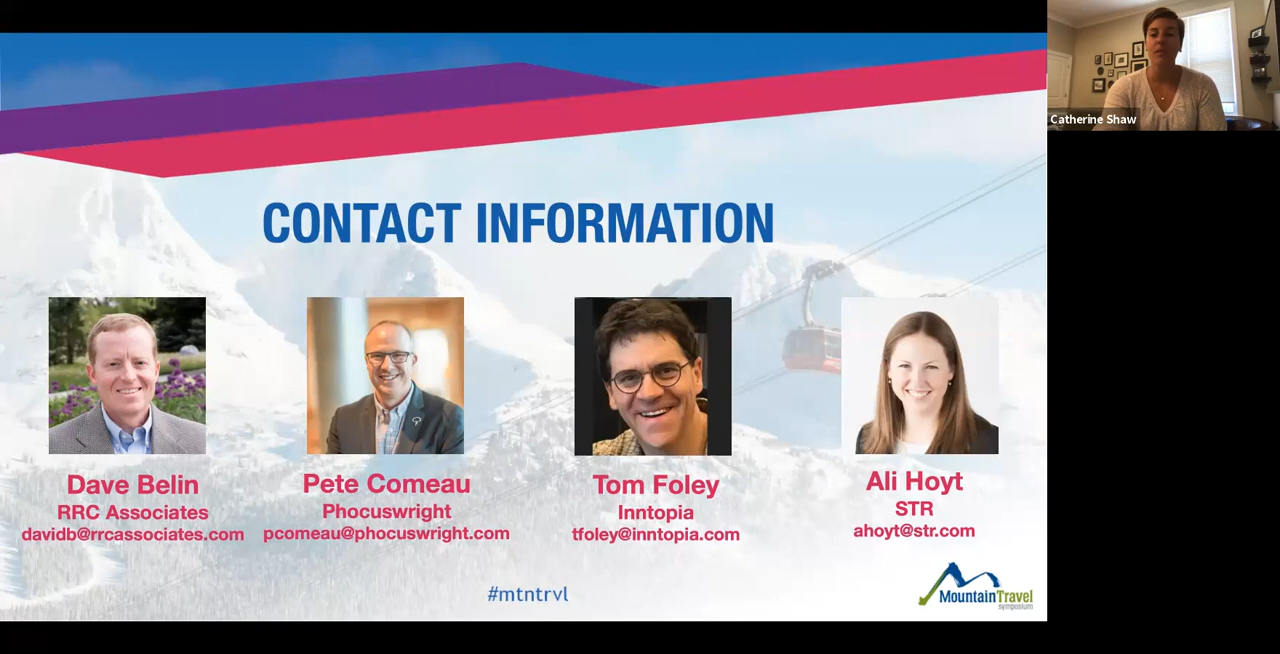 Catherine Shaw
CONTACT INFORMATION
Dave Belin
RRC Associates
davidb@rrcassociates.com
Pete Comeau
Phocuswright
pcomeau@phocuswright.com
Tom Foley
Inntopia
tfoley@inntopia.com
Ali Hoyt
STR
ahoyt@str.com
#mtntrvl
MountainTravel
symposium